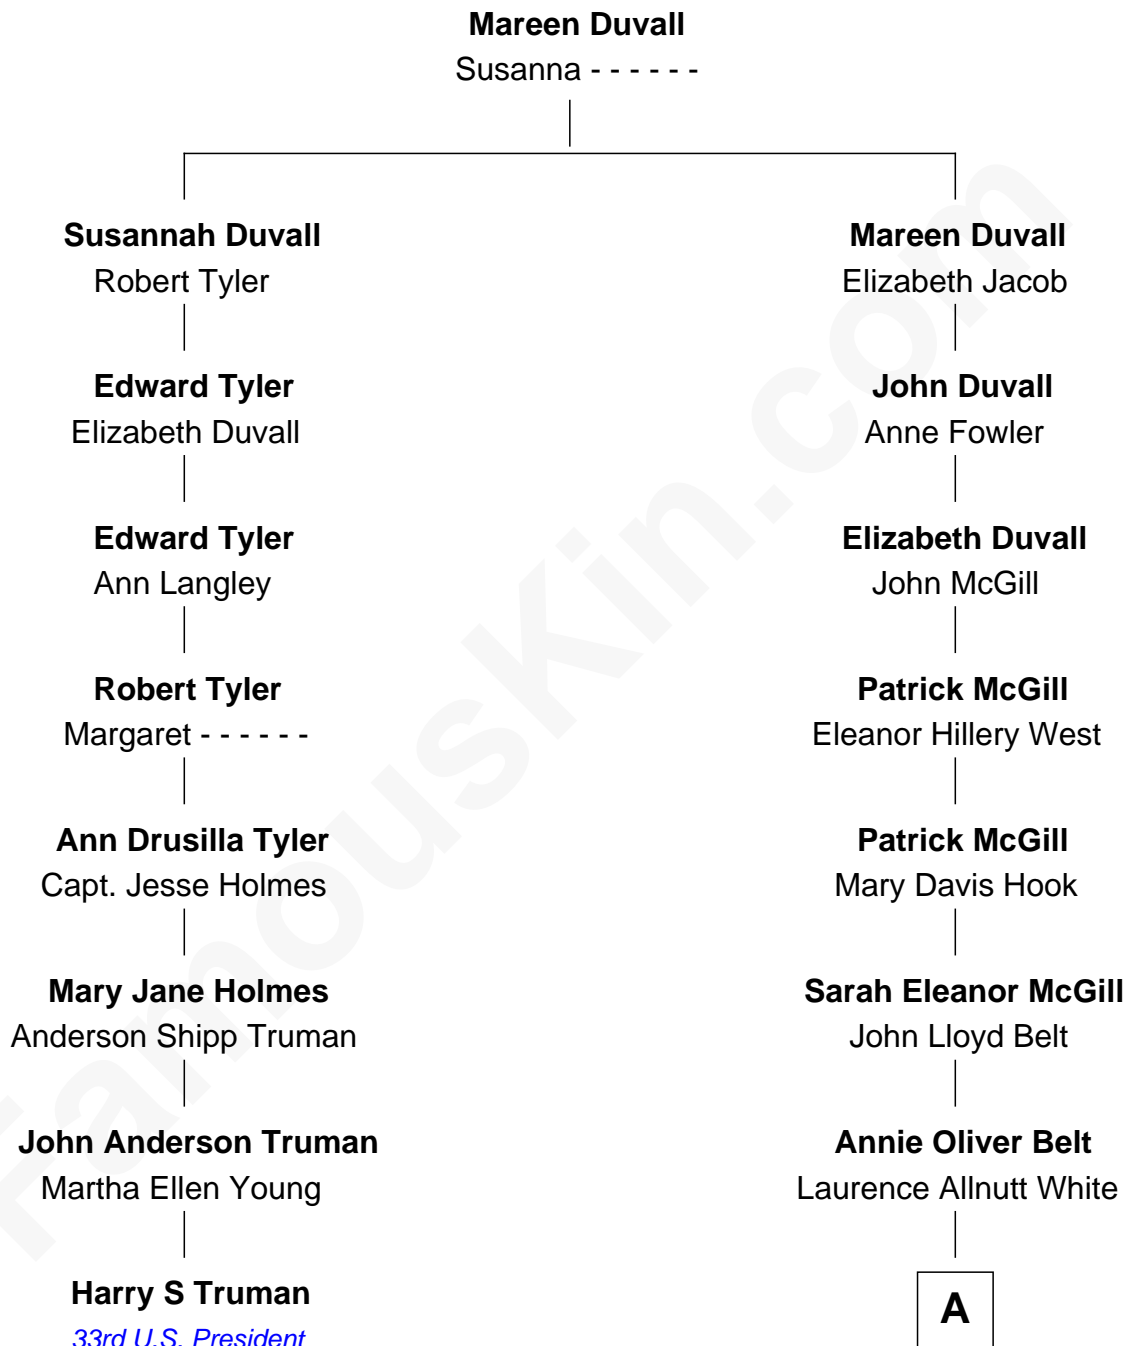 Mareen Duvall
Susanna - - - - - -
Susannah Duvall
Robert Tyler
Mareen Duvall
Elizabeth Jacob
Edward Tyler
Elizabeth Duvall
John Duvall
Anne Fowler
Edward Tyler
Ann Langley
Elizabeth Duvall
John McGill
Robert Tyler
Margaret - - - - - -
Patrick McGill
Eleanor Hillery West
Ann Drusilla Tyler
Capt. Jesse Holmes
Patrick McGill
Mary Davis Hook
Mary Jane Holmes
Anderson Shipp Truman
Sarah Eleanor McGill
John Lloyd Belt
John Anderson Truman
Martha Ellen Young
Annie Oliver Belt
Laurence Allnutt White
Harry S Truman
33rd U.S. President
A
FamousKin.com